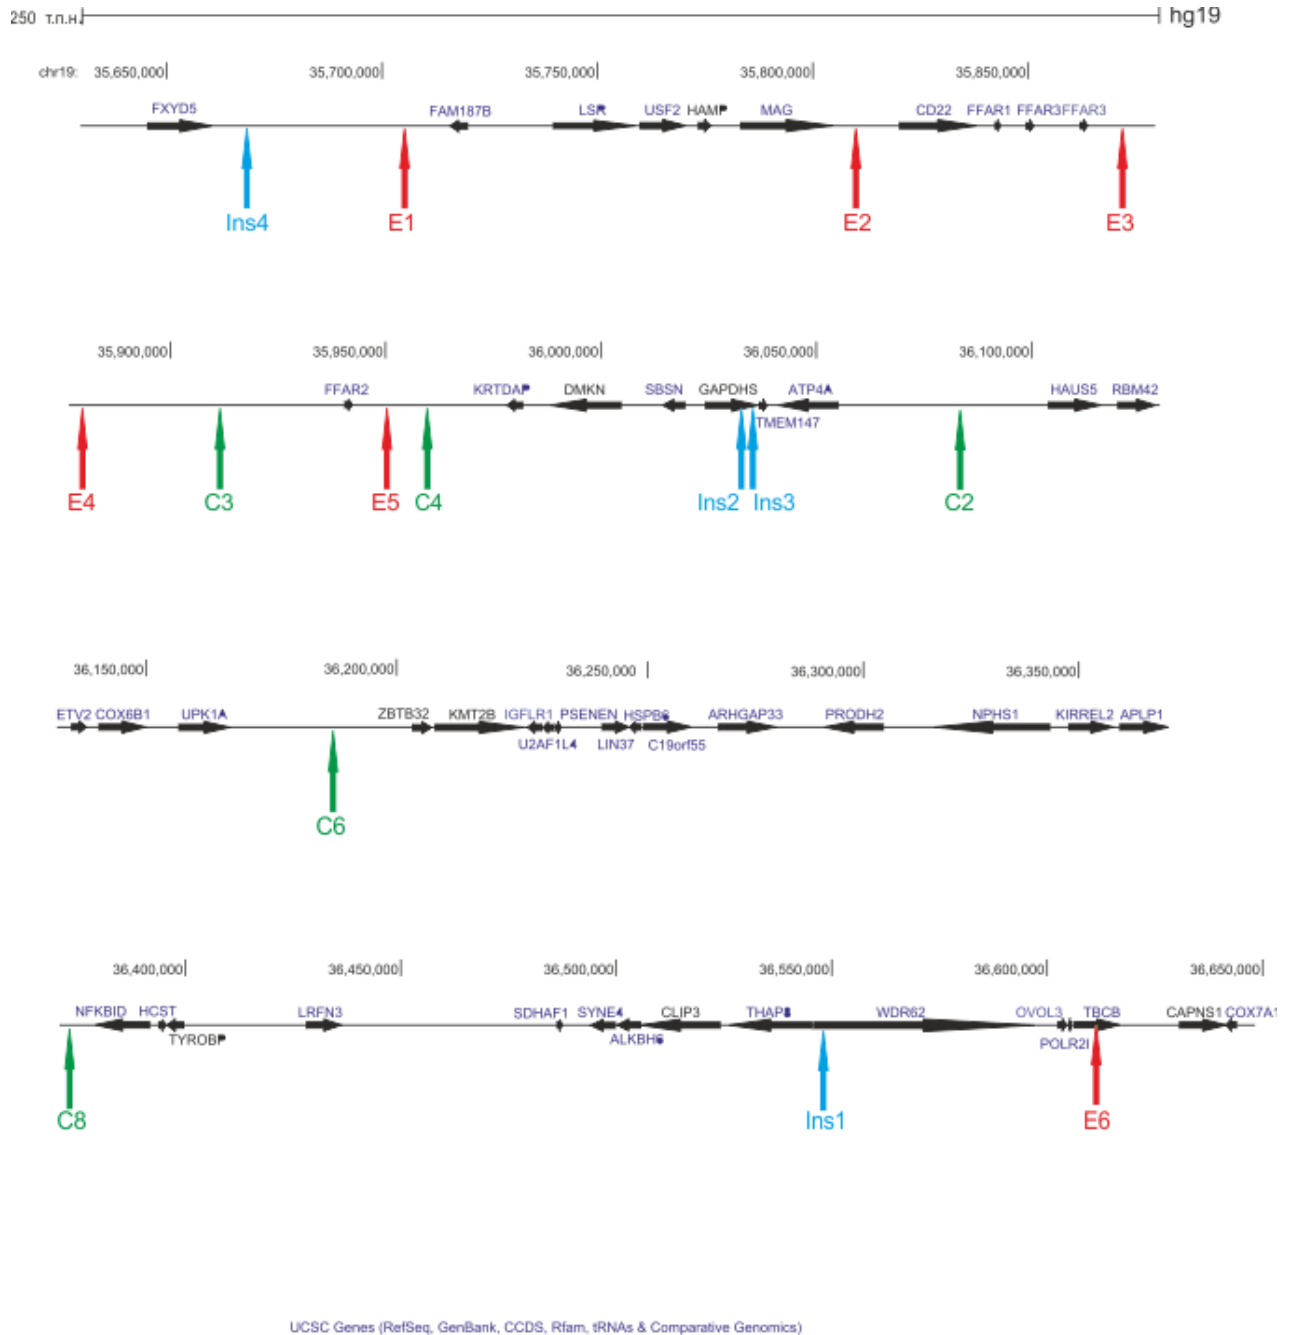 250 т.п.н. hg19
chr19: 35,650,000 35,700,000 35,750,000 35,800,000 35,850,000
FXYD5 FAM187B LSR USF2 HAMP MAG CD22 FFAR1 FFAR3 FFAR3
Ins4 E1 E2 E3
35,900,000 35,950,000 36,000,000 36,050,000 36,100,000
FFAR2 KRTDAP DMKN SBSN GAPDHS ATP4A HAUS5 RBM42
TMEM147
E4 C3 E5 C4 Ins2 Ins3 C2
36,150,000 36,200,000 36,250,000 36,300,000 36,350,000
ETV2 COX6B1 UPK1A ZBTB32 KMT2B IGFLR1 PSENEN HSPB6 ARHGAP33 PRODH2 NPHS1 KIRREL2 APLP1
U2AF1L4 LIN37 C19orf55
C6
36,400,000 36,450,000 36,500,000 36,550,000 36,600,000 36,650,000
NFKBID HCST LRFN3 SDHAF1 SYNE4 CLIP3 THAP8 WDR62 OVOL3 TBCB CAPNS1 COX7A1
TYROBP ALKBH6 POLR2I
C8 Ins1 E6
UCSC Genes (RefSeq, GenBank, CCDS, Rfam, tRNAs & Comparative Genomics)